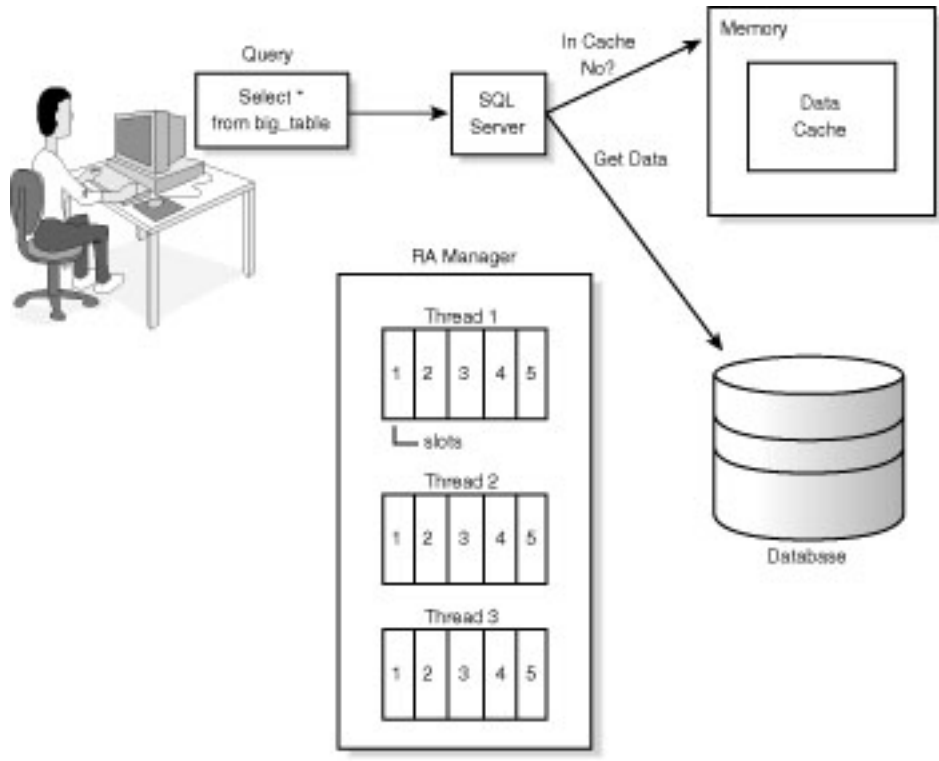 Query
Select *
from big_table
SQL
Server
In Cache
No?
Get Data
Memory
Data
Cache
RA Manager
Thread 1
1 2 3 4 5
slots
Thread 2
1 2 3 4 5
Thread 3
1 2 3 4 5
Database